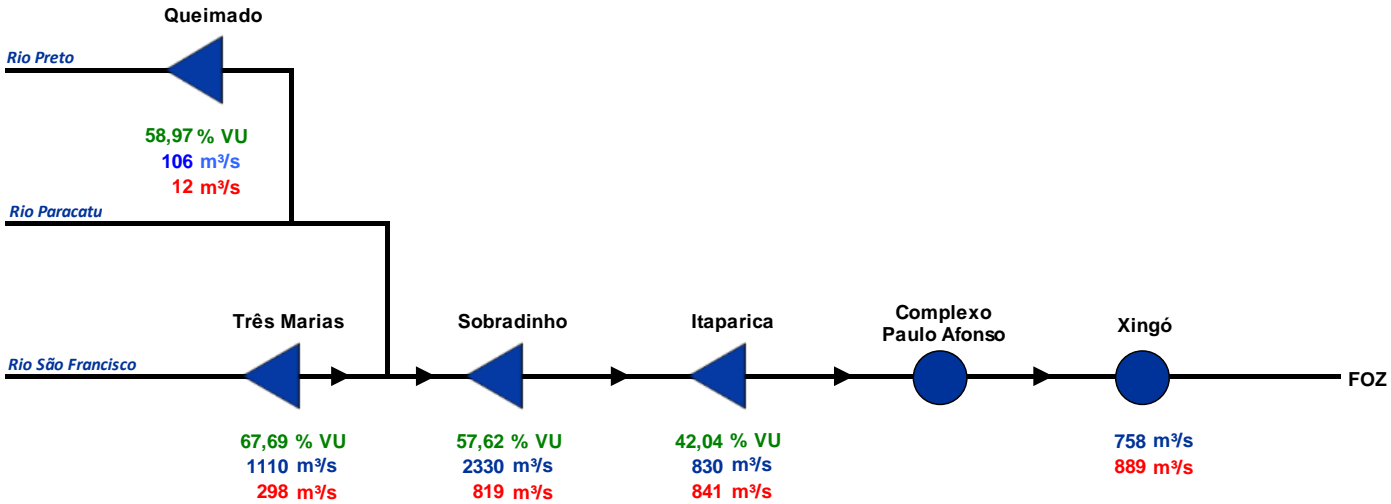 Queimado
Rio Preto
58,97 % VU
106 m³/s
12 m³/s
Rio Paracatu
Três Marias
Sobradinho
Itaparica
Complexo
Paulo Afonso
Xingó
Rio São Francisco
FOZ
67,69 % VU
1110 m³/s
298 m³/s
57,62 % VU
2330 m³/s
819 m³/s
42,04 % VU
830 m³/s
841 m³/s
758 m³/s
889 m³/s